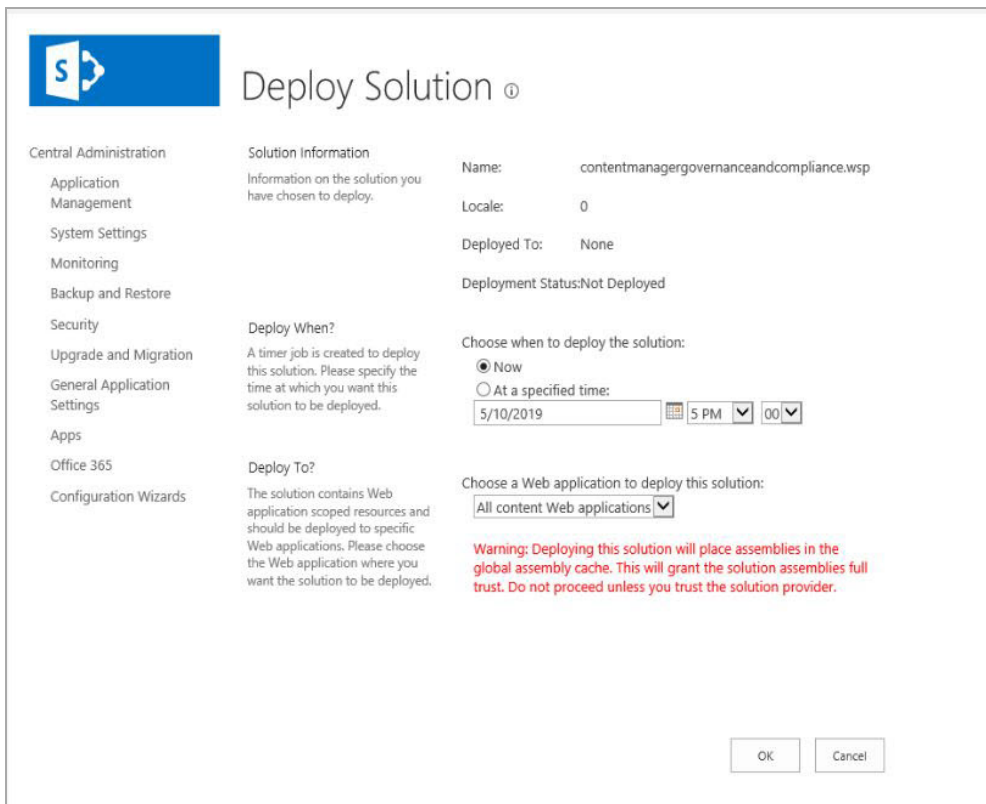 S
Deploy Solution
Central Administration
Application
Management
System Settings
Monitoring
Backup and Restore
Security
Upgrade and Migration
General Application
Settings
Apps
Office 365
Configuration Wizards
Solution Information
Information on the solution you
have chosen to deploy.
Name: contentmanagergovernanceandcompliance.wsp
Locale: 0
Deployed To: None
Deployment Status:Not Deployed
Deploy When?
A timer job is created to deploy
this solution. Please specify the
time at which you want this
solution to be deployed.
Choose when to deploy the solution:
Now
At a specified time:
5/10/2019 5 PM 00
Deploy To?
The solution contains Web
application scoped resources and
should be deployed to specific
Web applications. Please choose
the Web application where you
want the solution to be deployed.
Choose a Web application to deploy this solution:
All content Web applications
Warning: Deploying this solution will place assemblies in the
global assembly cache. This will grant the solution assemblies full
trust. Do not proceed unless you trust the solution provider.
OK Cancel